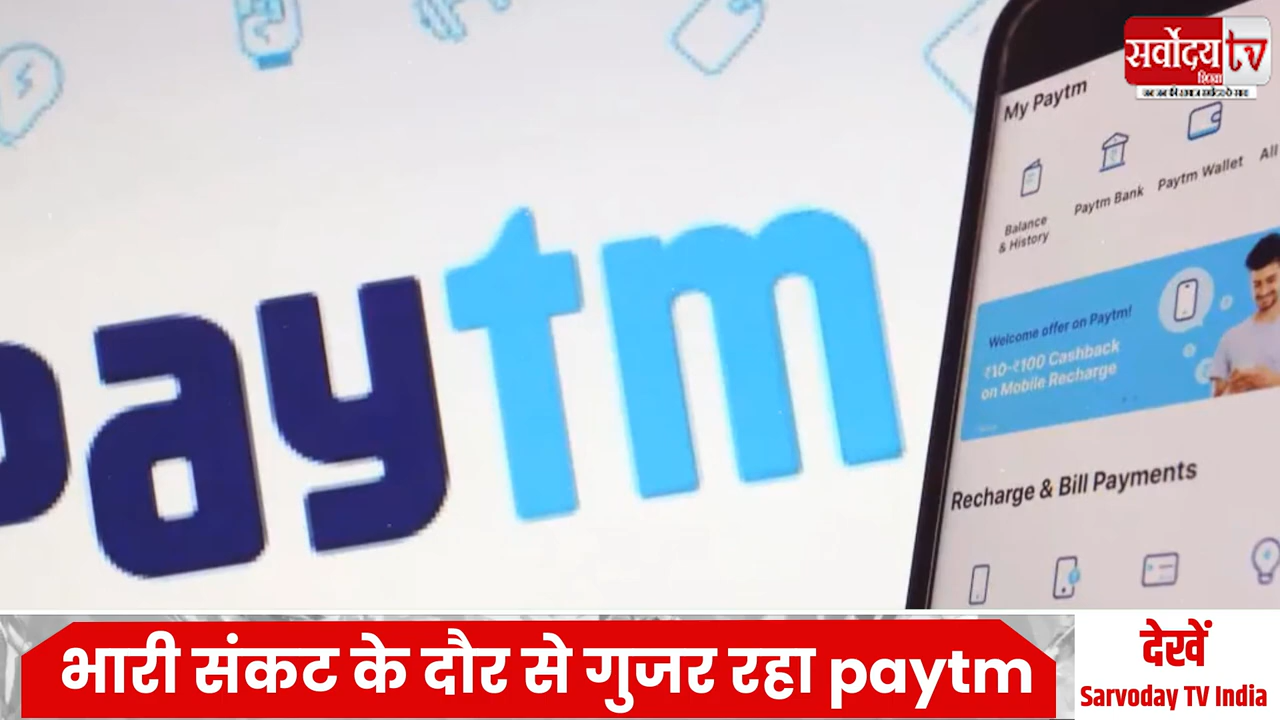 सर्वोदय tv
My Paytm
Balance
& History
Paytm Bank
Paytm Wallet
All
paytm
Welcome offer on Paytm!
₹10-₹100 Cashback
on Mobile Recharge
Recharge & Bill Payments
भारी संकट के दौर से गुजर रहा paytm
देखें
Sarvoday TV India